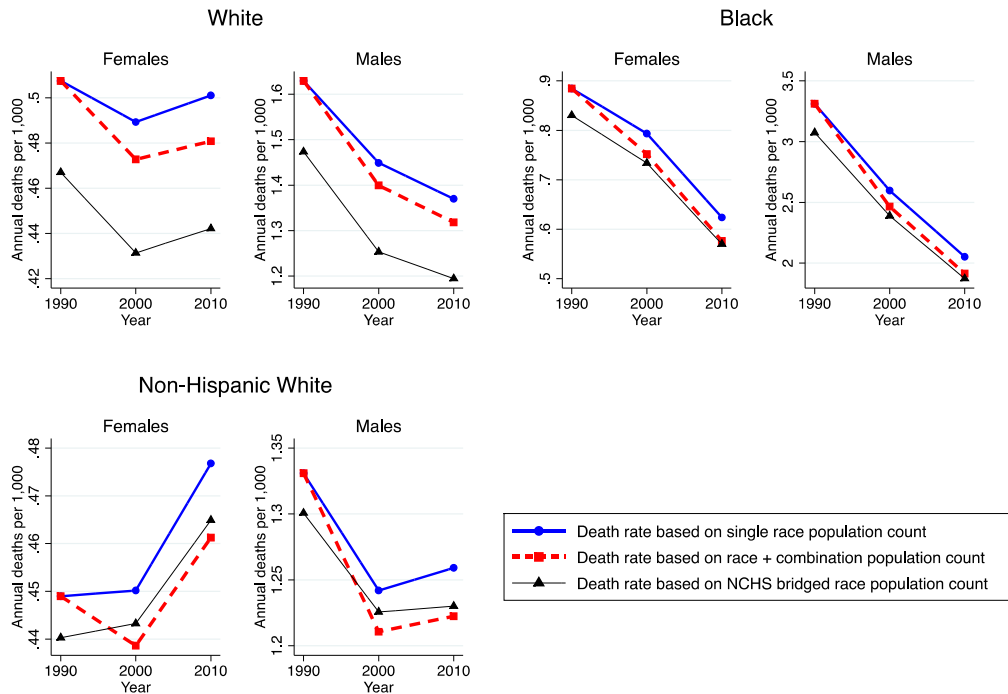 White
Black
Females
Males
Females
Males
Annual deaths per 1,000
.42 .44 .46 .48 .5
1990 2000 2010
Year
Annual deaths per 1,000
1.2 1.3 1.4 1.5 1.6
1990 2000 2010
Year
Annual deaths per 1,000
.5 .6 .7 .8 .9
1990 2000 2010
Year
Annual deaths per 1,000
2 2.5 3 3.5
1990 2000 2010
Year
Non-Hispanic White
Females
Males
Annual deaths per 1,000
.44 .45 .46 .47 .48
1990 2000 2010
Year
Annual deaths per 1,000
1.2 1.25 1.3 1.35
1990 2000 2010
Year
Death rate based on single race population count
Death rate based on race + combination population count
Death rate based on NCHS bridged race population count